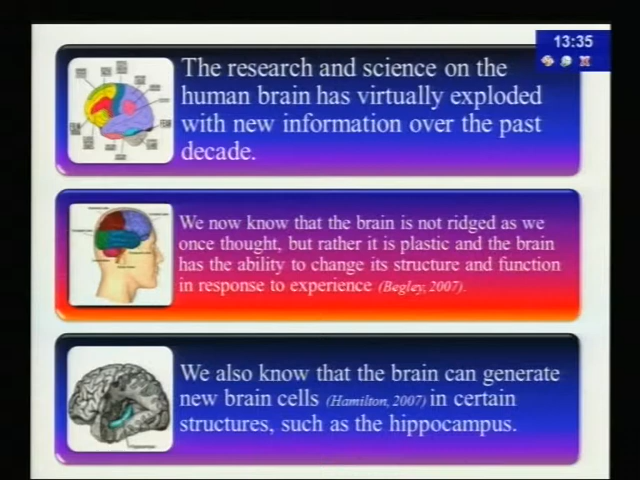 13:35
The research and science on the
human brain has virtually exploded
with new information over the past
decade.
We now know that the brain is not ridged as we
once thought, but rather it is plastic and the brain
has the ability to change its structure and function
in response to experience (Begley, 2007).
We also know that the brain can generate
new brain cells (Hamilton, 2007) in certain
structures, such as the hippocampus.